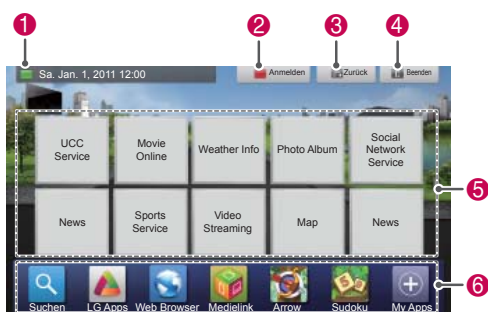 1
2
3
4
Sa. Jan. 1, 2011 12:00
Anmelden
Zurück
Beenden
UCC
Service
Movie
Online
Weather Info
Photo Album
Social
Network
Service
5
News
Sports
Service
Video
Streaming
Map
News
6
Suchen
LG Apps
Web Browser
Medielink
Arrow
Sudoku
My Apps